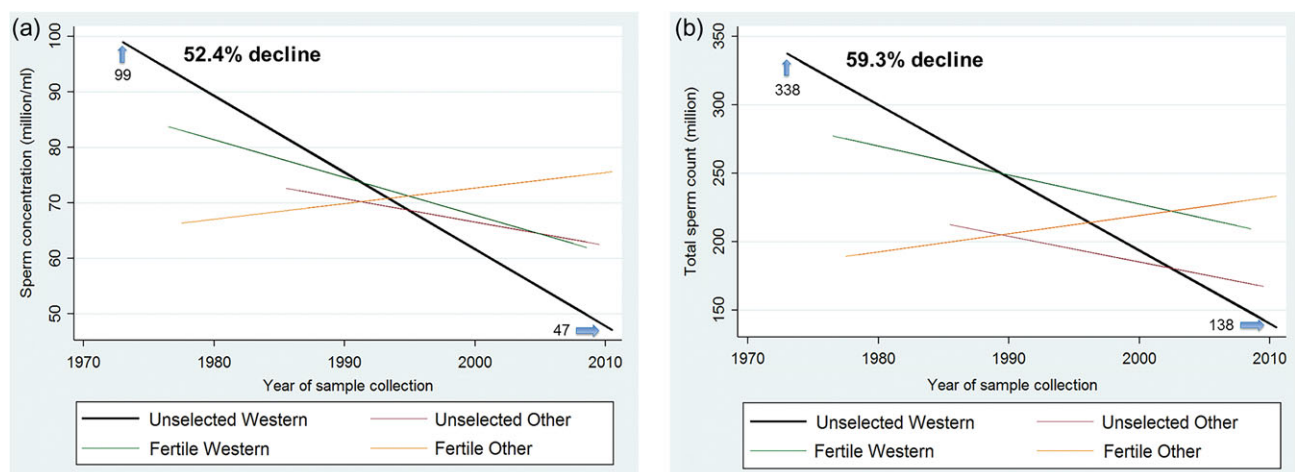 (a)
52.4% decline
99
47
Sperm concentration (million/ml)
100
90
80
70
60
50
1970 1980 1990 2000 2010
Year of sample collection
Unselected Western Unselected Other
Fertile Western Fertile Other
(b)
59.3% decline
338
138
Total sperm count (million)
350
300
250
200
150
1970 1980 1990 2000 2010
Year of sample collection
Unselected Western Unselected Other
Fertile Western Fertile Other